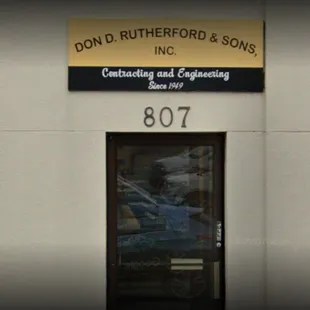 DON D. RUTHERFORD & SONS,
INC.
Contracting and Engineering
Since 1949
807